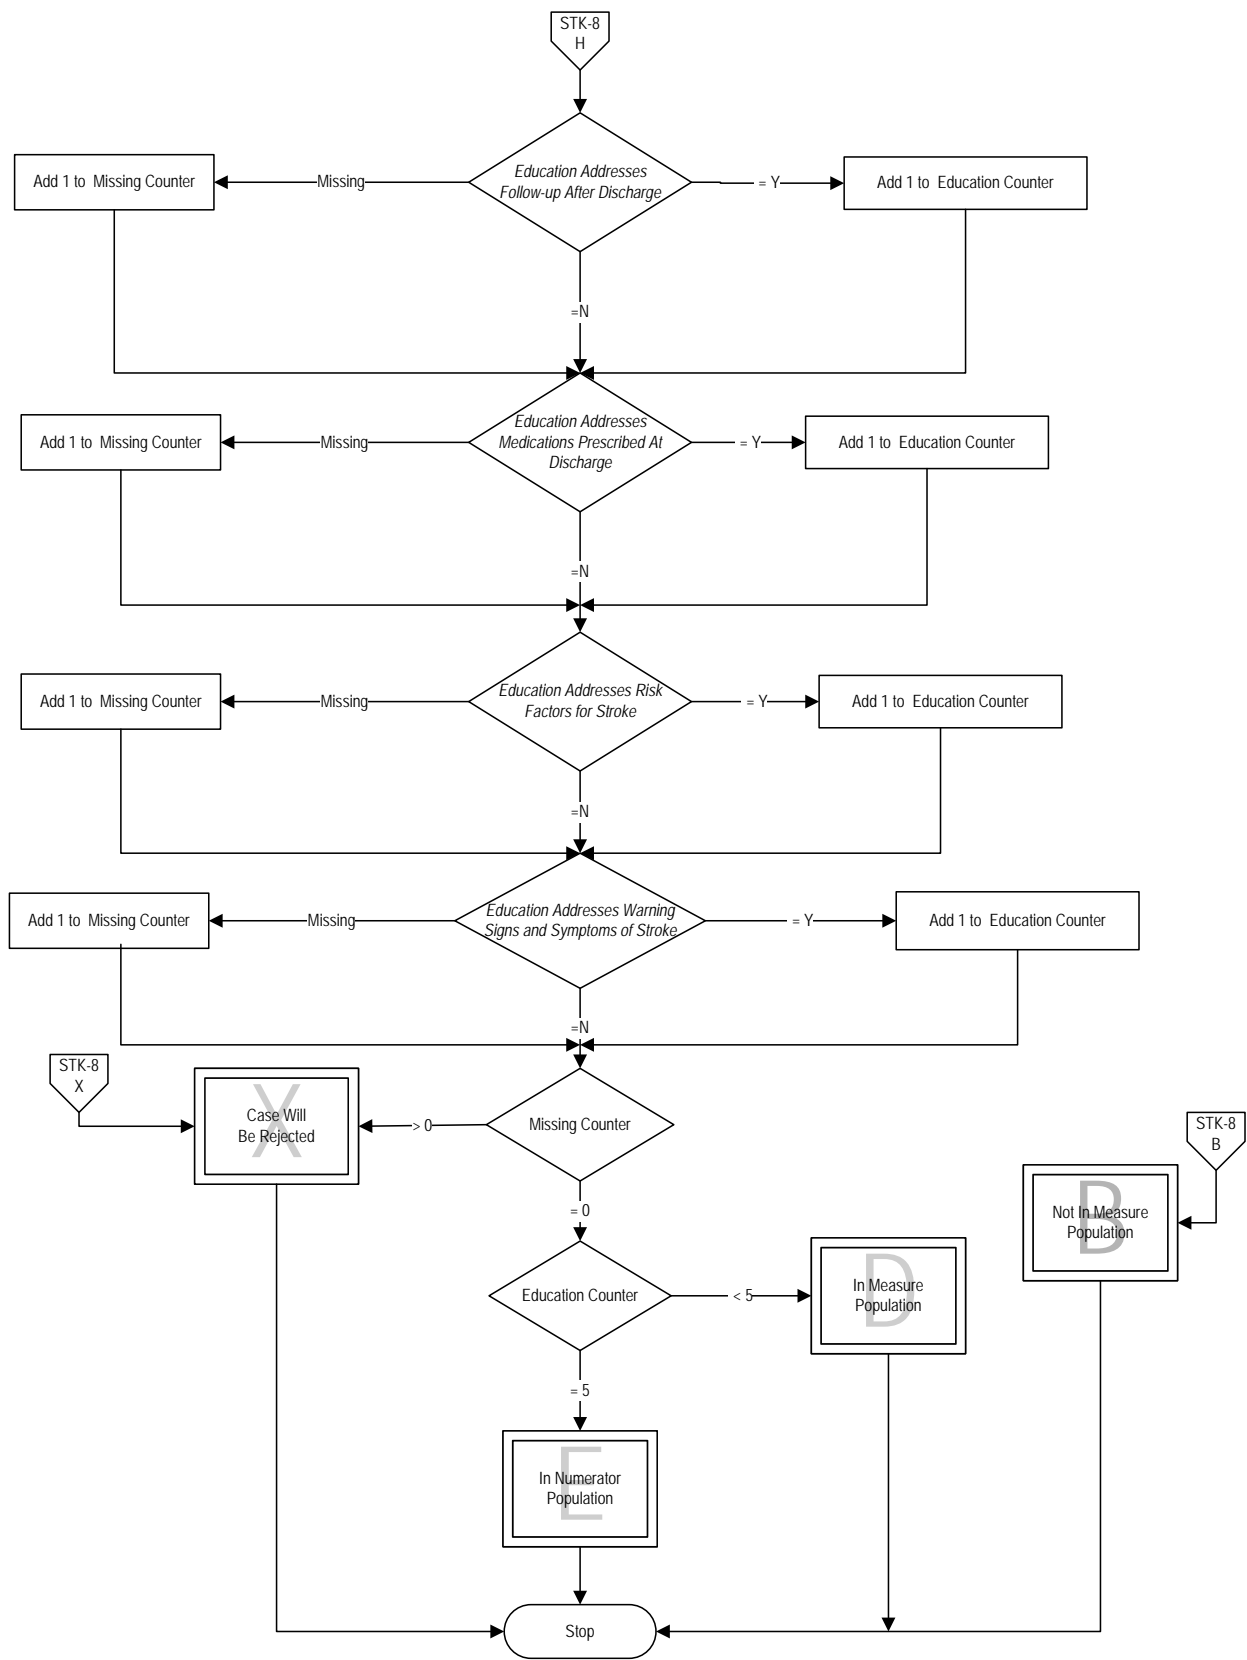 STK-8
H
Education Addresses
Follow-up After Discharge
Add 1 to Missing Counter
Missing
= Y
Add 1 to Education Counter
=N
Education Addresses
Medications Prescribed At
Discharge
Add 1 to Missing Counter
Missing
= Y
Add 1 to Education Counter
=N
Education Addresses Risk
Factors for Stroke
Add 1 to Missing Counter
Missing
= Y
Add 1 to Education Counter
=N
Education Addresses Warning
Signs and Symptoms of Stroke
Add 1 to Missing Counter
Missing
= Y
Add 1 to Education Counter
=N
STK-8
X
X
Case Will
Be Rejected
> 0
Missing Counter
STK-8
B
B
Not In Measure
Population
= 0
Education Counter
< 5
D
In Measure
Population
= 5
E
In Numerator
Population
Stop